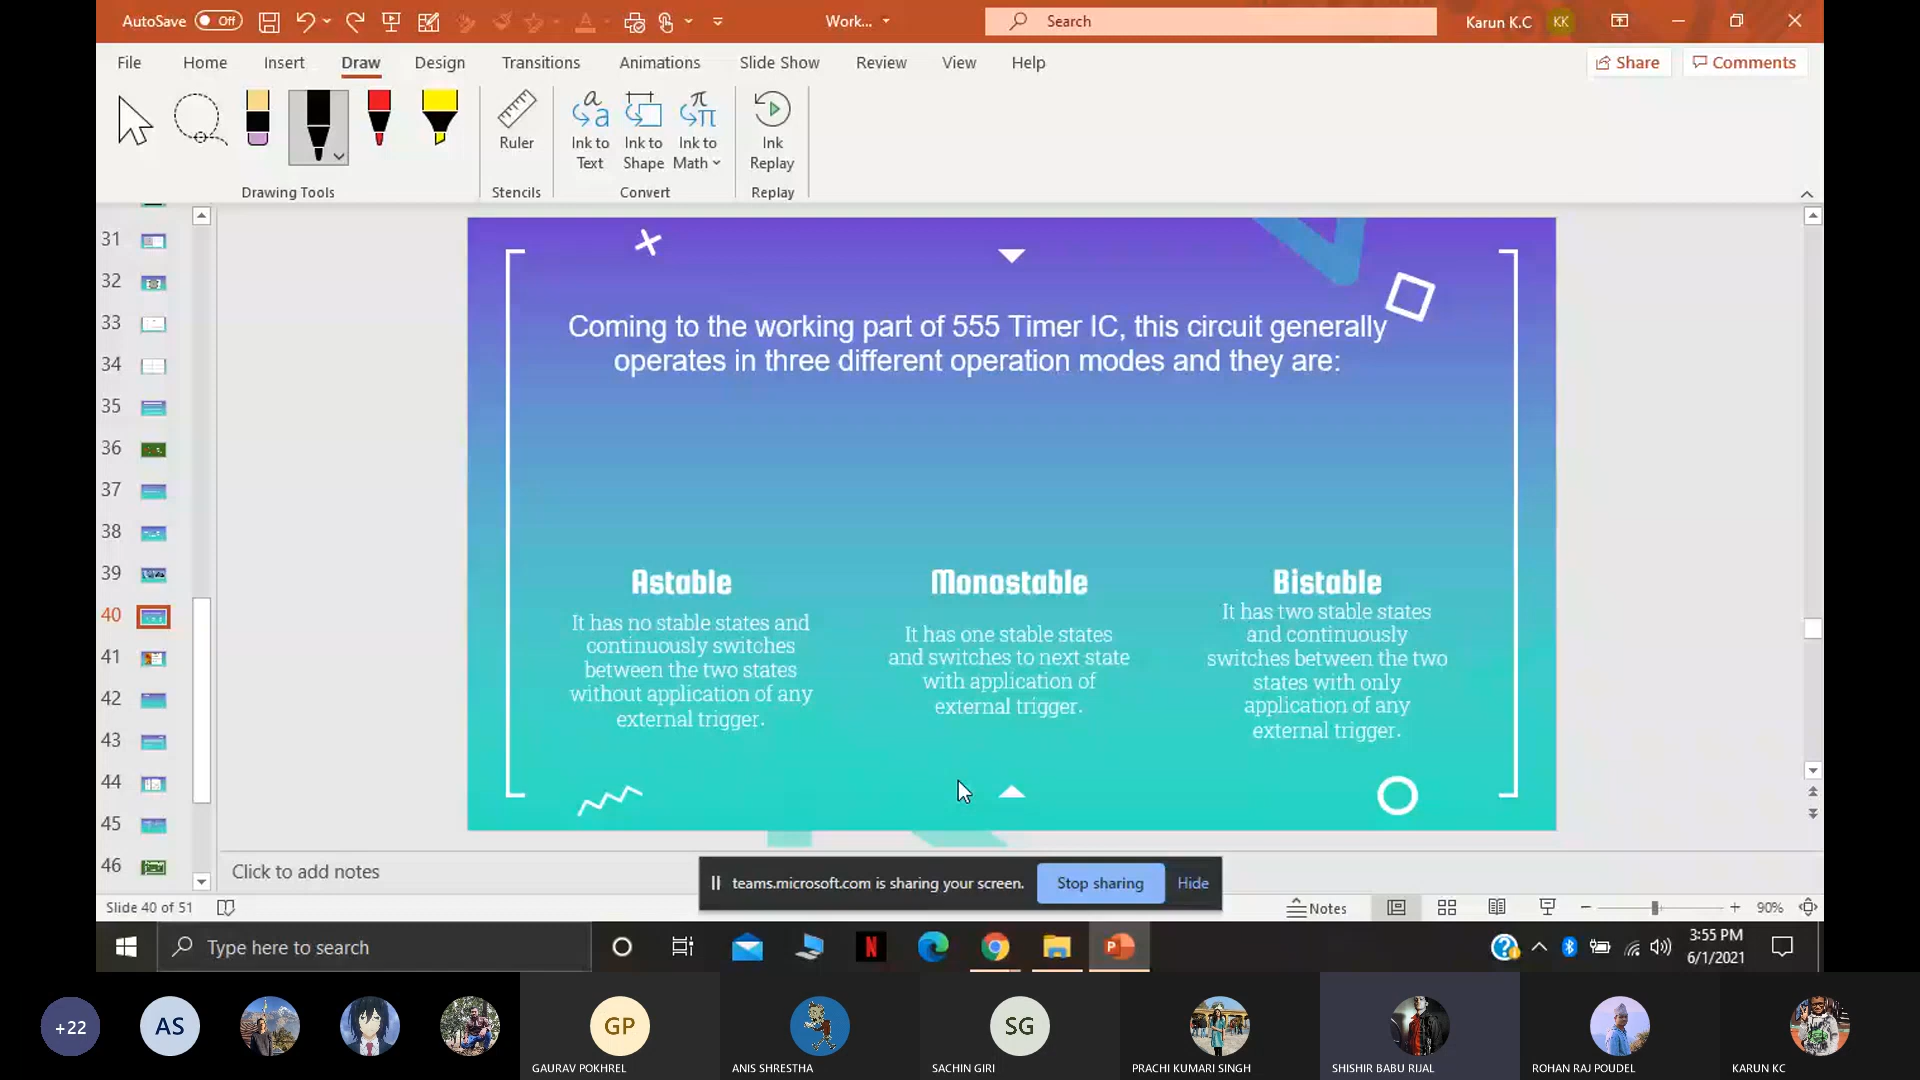 AutoSave Off Work... Search Karun K.C KK
File Home Insert Draw Design Transitions Animations Slide Show Review View Help Share Comments
Ruler
Ink to Text
Ink to Shape
Ink to Math
Ink Replay
Drawing Tools Stencils Convert Replay
31
32
33
34
35
36
37
38
39
40
41
42
43
44
45
46
Coming to the working part of 555 Timer IC, this circuit generally
operates in three different operation modes and they are:
Astable
It has no stable states and
continuously switches
between the two states
without application of any
external trigger.
Monostable
It has one stable states
and switches to next state
with application of
external trigger.
Bistable
It has two stable states
and continuously
switches between the two
states with only
application of any
external trigger.
Click to add notes
teams.microsoft.com is sharing your screen. Stop sharing Hide
Slide 40 of 51 Notes 90%
Type here to search
3:55 PM
6/1/2021
+22 AS GP SG
GAURAV POKHREL ANIS SHRESTHA SACHIN GIRI PRACHI KUMARI SINGH SHISHIR BABU RIJAL ROHAN RAJ POUDEL KARUN KC